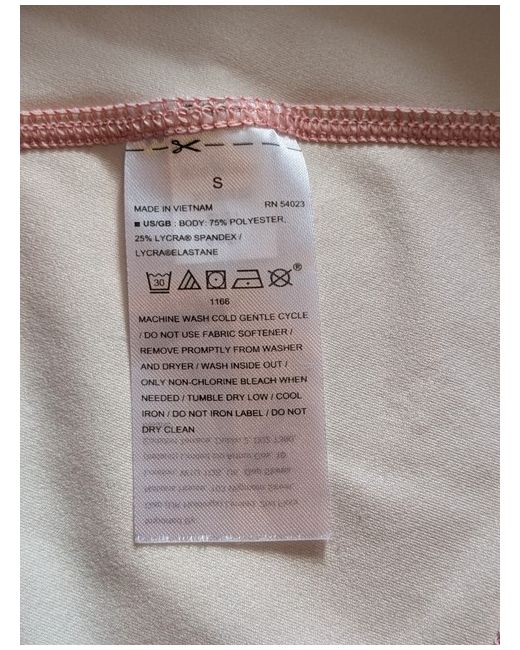 S
MADE IN VIETNAM RN 54023
■ US/GB : BODY: 75% POLYESTER,
25% LYCRA® SPANDEX /
LYCRA®ELASTANE
30 ®
1166
MACHINE WASH COLD GENTLE CYCLE
/ DO NOT USE FABRIC SOFTENER /
REMOVE PROMPTLY FROM WASHER
AND DRYER / WASH INSIDE OUT /
ONLY NON-CHLORINE BLEACH WHEN
NEEDED / TUMBLE DRY LOW / COOL
IRON / DO NOT IRON LABEL / DO NOT
DRY CLEAN